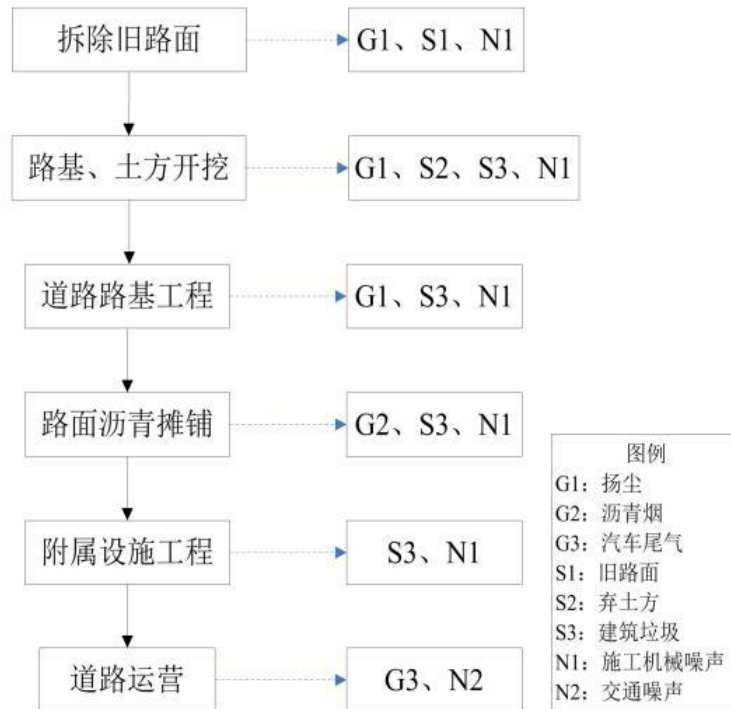 拆除旧路面
G1、S1、N1
路基、土方开挖
G1、S2、S3、N1
道路路基工程
G1、S3、N1
路面沥青摊铺
G2、S3、N1
附属设施工程
S3、N1
道路运营
G3、N2
图例
G1：扬尘
G2：沥青烟
G3：汽车尾气
S1：旧路面
S2：弃土方
S3：建筑垃圾
N1：施工机械噪声
N2：交通噪声